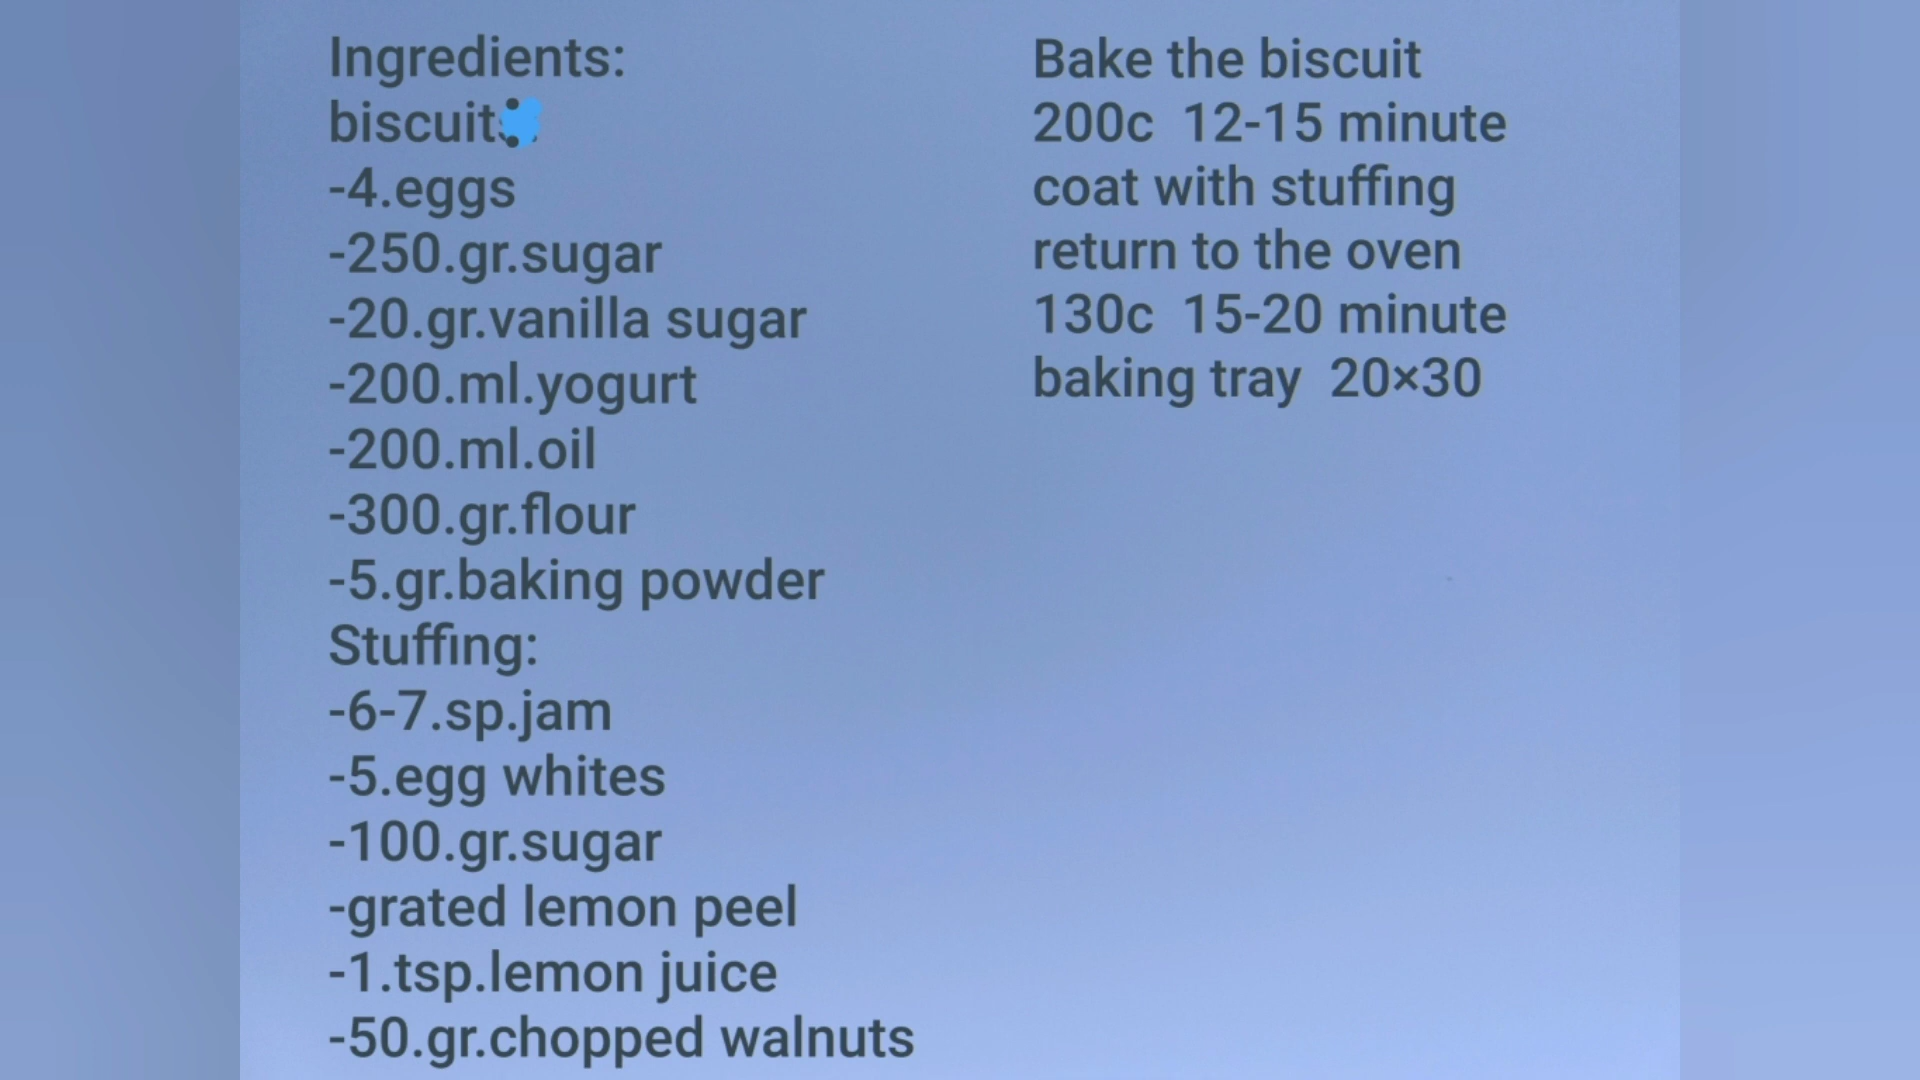 Ingredients:
biscuit:
-4.eggs
-250.gr.sugar
-20.gr.vanilla sugar
-200.ml.yogurt
-200.ml.oil
-300.gr.flour
-5.gr.baking powder
Stuffing:
-6-7.sp.jam
-5.egg whites
-100.gr.sugar
-grated lemon peel
-1.tsp.lemon juice
-50.gr.chopped walnuts
Bake the biscuit
200c  12-15 minute
coat with stuffing
return to the oven
130c  15-20 minute
baking tray  20×30